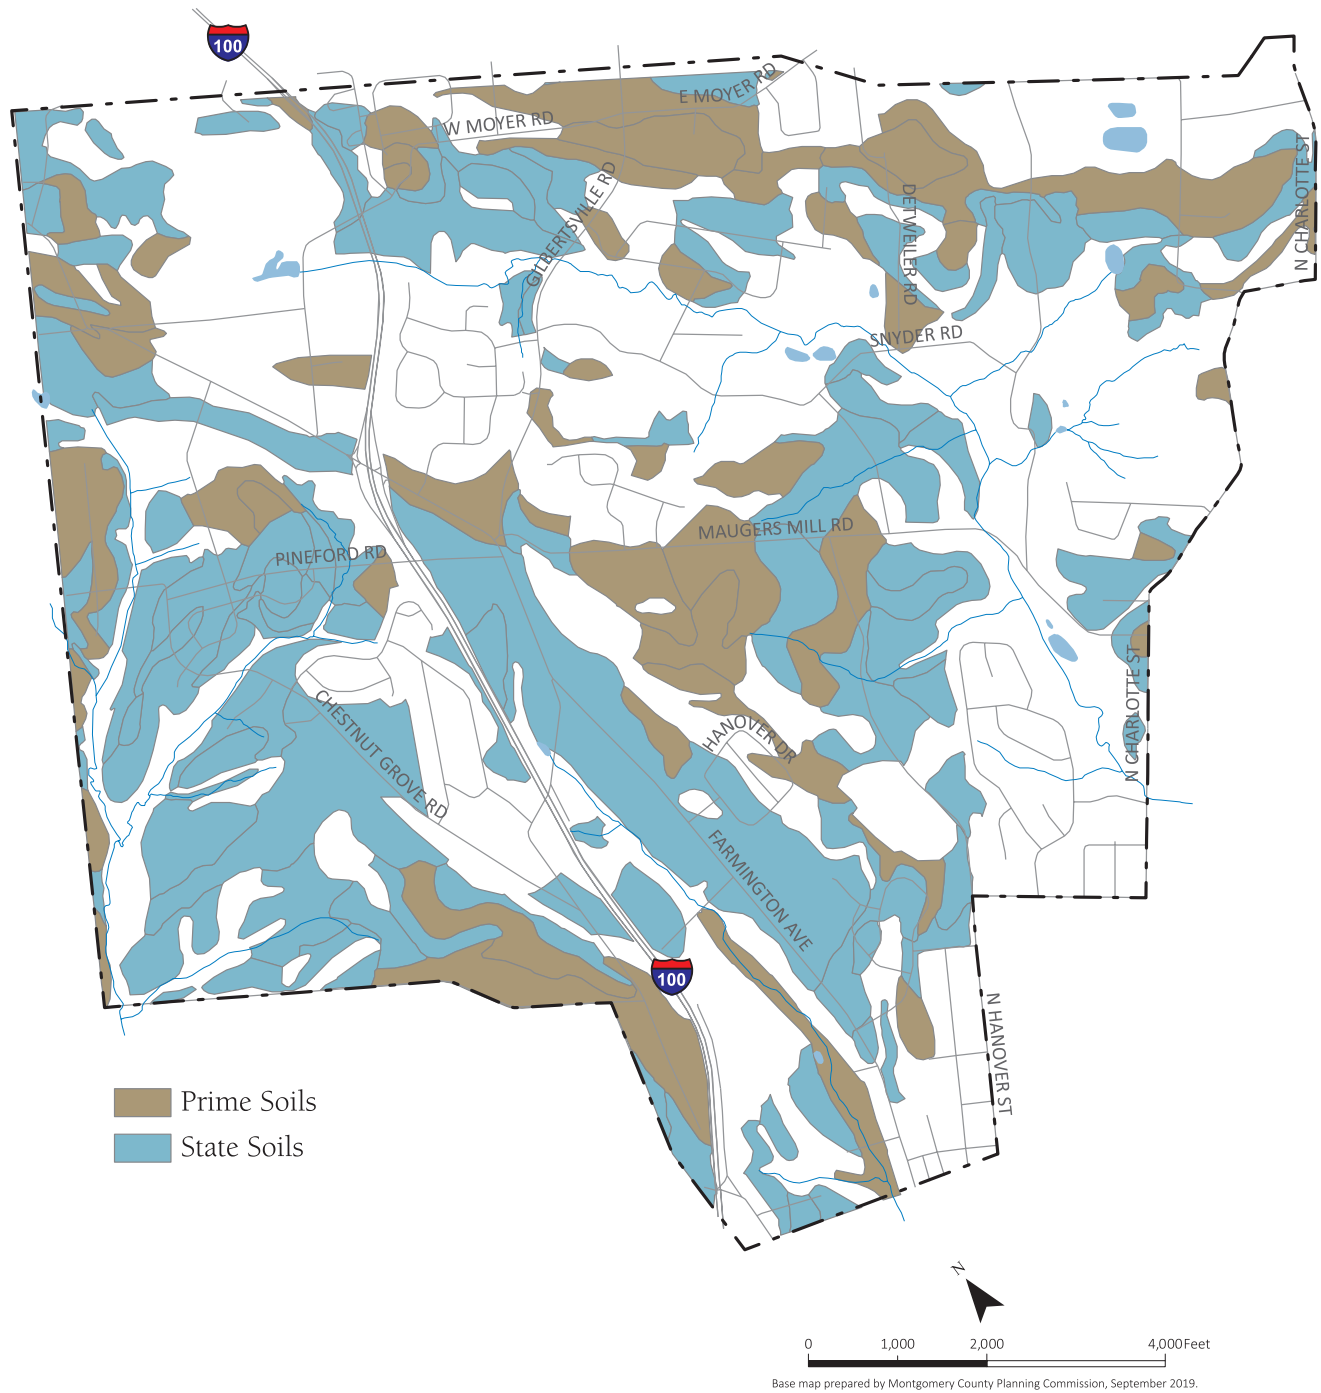 100
E MOYER RD
W MOYER RD
N CHARLOTTE ST
GILBERTSVILLE RD
DETWEILER RD
SNYDER RD
MAUGERS MILL RD
PINEFORD RD
N CHARLOTTE ST
CHESTNUT GROVE RD
HANOVER DR
FARMINGTON AVE
100
N HANOVER ST
Prime Soils
State Soils
N
0 1,000 2,000 4,000Feet
Base map prepared by Montgomery County Planning Commission, September 2019.